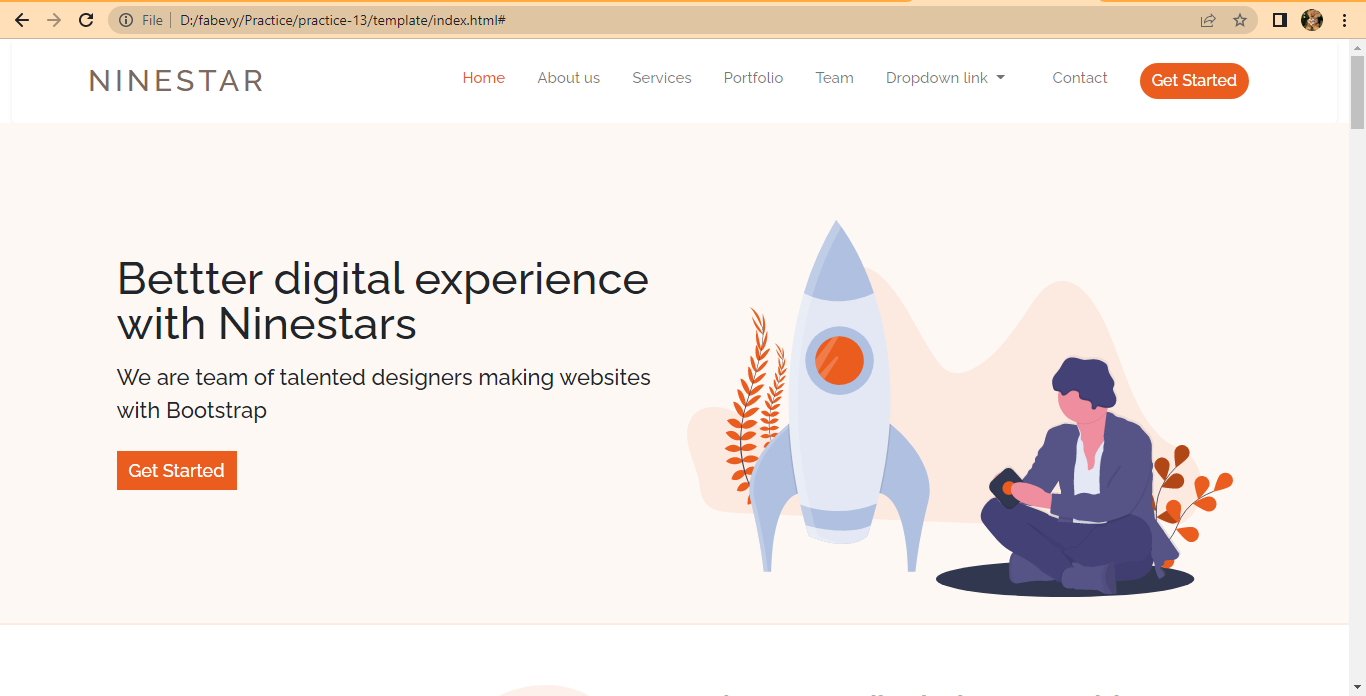 File D:/fabevy/Practice/practice-13/template/index.html#
NINESTAR Home About us Services Portfolio Team Dropdown link Contact Get Started
Bettter digital experience
with Ninestars
We are team of talented designers making websites
with Bootstrap
Get Started